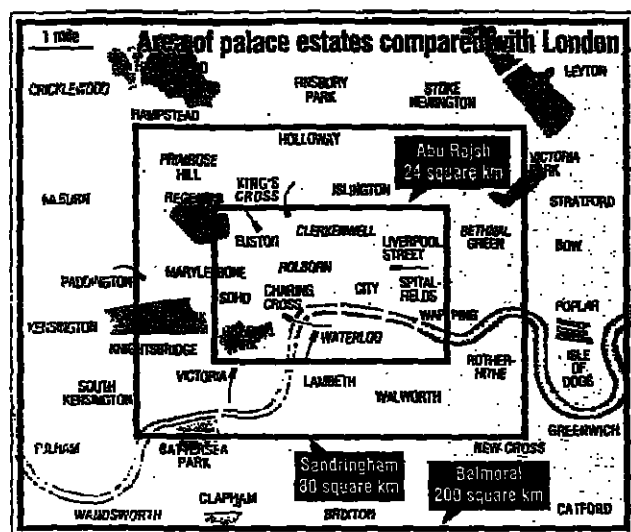 1 mile
Area of palace estates compared with London
CRICKLEWOOD
FINSBURY
PARK
STOKE
NEWINGTON
LEYTON
HAMPSTEAD
HOLLOWAY
Abu Rajsh
24 square km
PRIMROSE
HILL
KING'S
CROSS
ISLINGTON
VICTORIA
PARK
KILBURN
STRATFORD
EUSTON
CLERKENWELL
LIVERPOOL
STREET
BETHNAL
GREEN
BOW
PADDINGTON
MARYLEBONE
HOLBORN
SOHO
CHARING
CROSS
CITY
SPITAL-
FIELDS
POPLAR
KENSINGTON
WAPPING
KNIGHTSBRIDGE
WATERLOO
ROTHER-
HITHE
ISLE
OF
DOGS
SOUTH
KENSINGTON
VICTORIA
LAMBETH
WALWORTH
GREENWICH
FULHAM
BATTERSEA
PARK
NEW CROSS
Sandringham
80 square km
Balmoral
200 square km
WANDSWORTH
CLAPHAM
BRIXTON
CATFORD